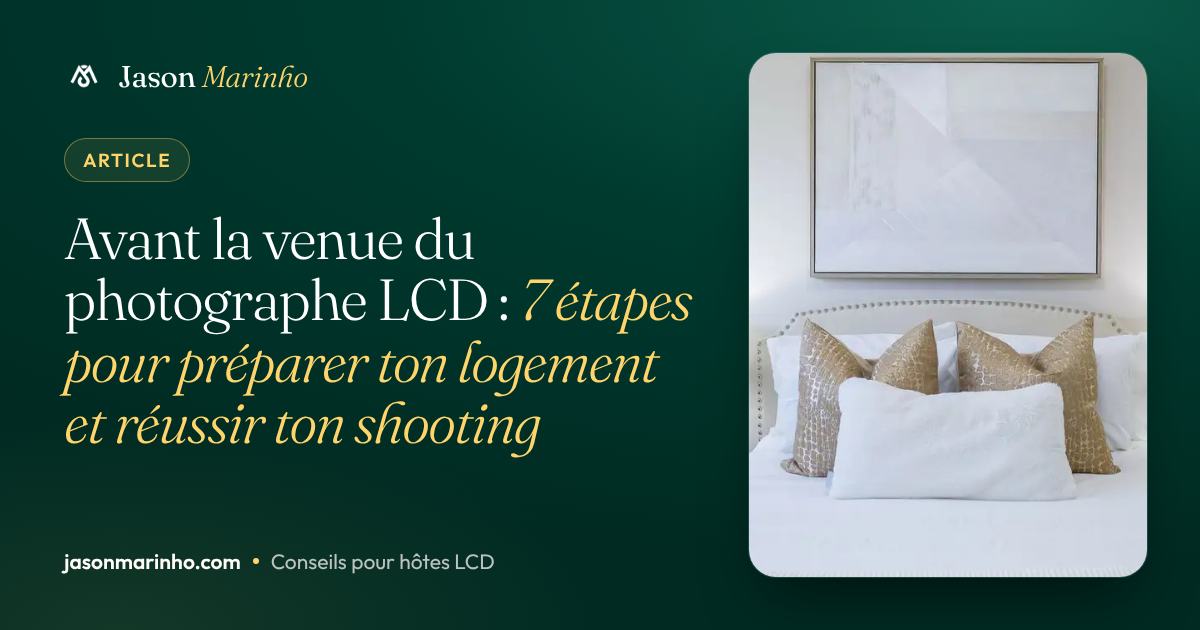 Jason Marinho
ARTICLE
Avant la venue du
photographe LCD : 7 étapes
pour préparer ton logement
et réussir ton shooting
jasonmarinho.com • Conseils pour hôtes LCD